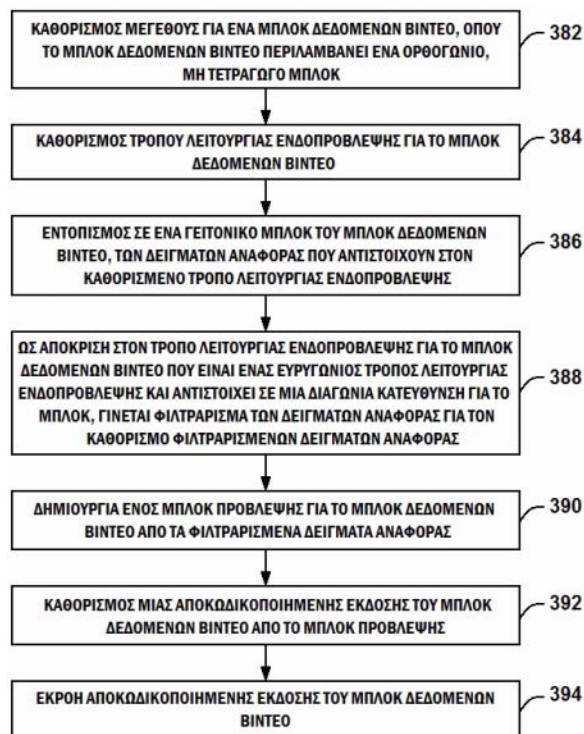 ΚΑΘΟΡΙΣΜΟΣ ΜΕΓΕΘΟΥΣ ΓΙΑ ΕΝΑ ΜΠΛΟΚ ΔΕΔΟΜΕΝΩΝ ΒΙΝΤΕΟ, ΟΠΟΥ
ΤΟ ΜΠΛΟΚ ΔΕΔΟΜΕΝΩΝ ΒΙΝΤΕΟ ΠΕΡΙΛΑΜΒΑΝΕΙ ΕΝΑ ΟΡΘΟΓΩΝΙΟ,
ΜΗ ΤΕΤΡΑΓΩΓΟ ΜΠΛΟΚ
382
ΚΑΘΟΡΙΣΜΟΣ ΤΡΟΠΟΥ ΛΕΙΤΟΥΡΓΙΑΣ ΕΝΔΟΠΡΟΒΛΕΨΗΣ ΓΙΑ ΤΟ ΜΠΛΟΚ
ΔΕΔΟΜΕΝΩΝ ΒΙΝΤΕΟ
384
ΕΝΤΟΠΙΣΜΟΣ ΣΕ ΕΝΑ ΓΕΙΤΟΝΙΚΟ ΜΠΛΟΚ ΤΟΥ ΜΠΛΟΚ ΔΕΔΟΜΕΝΩΝ
ΒΙΝΤΕΟ, ΤΩΝ ΔΕΙΓΜΑΤΩΝ ΑΝΑΦΟΡΑΣ ΠΟΥ ΑΝΤΙΣΤΟΙΧΟΥΝ ΣΤΟΝ
ΚΑΘΟΡΙΣΜΕΝΟ ΤΡΟΠΟ ΛΕΙΤΟΥΡΓΙΑΣ ΕΝΔΟΠΡΟΒΛΕΨΗΣ
386
ΩΣ ΑΠΟΚΡΙΣΗ ΣΤΟΝ ΤΡΟΠΟ ΛΕΙΤΟΥΡΓΙΑΣ ΕΝΔΟΠΡΟΒΛΕΨΗΣ ΓΙΑ ΤΟ ΜΠΛΟΚ
ΔΕΔΟΜΕΝΩΝ ΒΙΝΤΕΟ ΠΟΥ ΕΙΝΑΙ ΕΝΑΣ ΕΥΡΥΓΩΝΙΟΣ ΤΡΟΠΟΣ ΛΕΙΤΟΥΡΓΙΑΣ
ΕΝΔΟΠΡΟΒΛΕΨΗΣ ΚΑΙ ΑΝΤΙΣΤΟΙΧΕΙ ΣΕ ΜΙΑ ΔΙΑΓΩΝΙΑ ΚΑΤΕΥΘΥΝΣΗ ΓΙΑ ΤΟ
ΜΠΛΟΚ, ΓΙΝΕΤΑΙ ΦΙΛΤΡΑΡΙΣΜΑ ΤΩΝ ΔΕΙΓΜΑΤΩΝ ΑΝΑΦΟΡΑΣ ΓΙΑ ΤΟΝ
ΚΑΘΟΡΙΣΜΟ ΦΙΛΤΡΑΡΙΣΜΕΝΩΝ ΔΕΙΓΜΑΤΩΝ ΑΝΑΦΟΡΑΣ
388
ΔΗΜΙΟΥΡΓΙΑ ΕΝΟΣ ΜΠΛΟΚ ΠΡΟΒΛΕΨΗΣ ΓΙΑ ΤΟ ΜΠΛΟΚ ΔΕΔΟΜΕΝΩΝ
ΒΙΝΤΕΟ ΑΠΟ ΤΑ ΦΙΛΤΡΑΡΙΣΜΕΝΑ ΔΕΙΓΜΑΤΑ ΑΝΑΦΟΡΑΣ
390
ΚΑΘΟΡΙΣΜΟΣ ΜΙΑΣ ΑΠΟΚΩΔΙΚΟΠΟΙΗΜΕΝΗΣ ΕΚΔΟΣΗΣ ΤΟΥ ΜΠΛΟΚ
ΔΕΔΟΜΕΝΩΝ ΒΙΝΤΕΟ ΑΠΟ ΤΟ ΜΠΛΟΚ ΠΡΟΒΛΕΨΗΣ
392
ΕΚΡΟΗ ΑΠΟΚΩΔΙΚΟΠΟΙΗΜΕΝΗΣ ΕΚΔΟΣΗΣ ΤΟΥ ΜΠΛΟΚ ΔΕΔΟΜΕΝΩΝ
ΒΙΝΤΕΟ
394